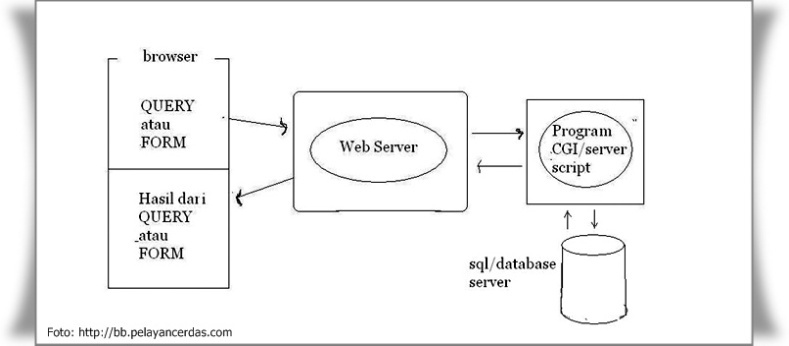 browser
QUERY
atau
FORM
Hasil dari
QUERY
atau
FORM
Web Server
Program
CGI/server
script
sql/database
server
Foto: http://bb.pelayancerdas.com